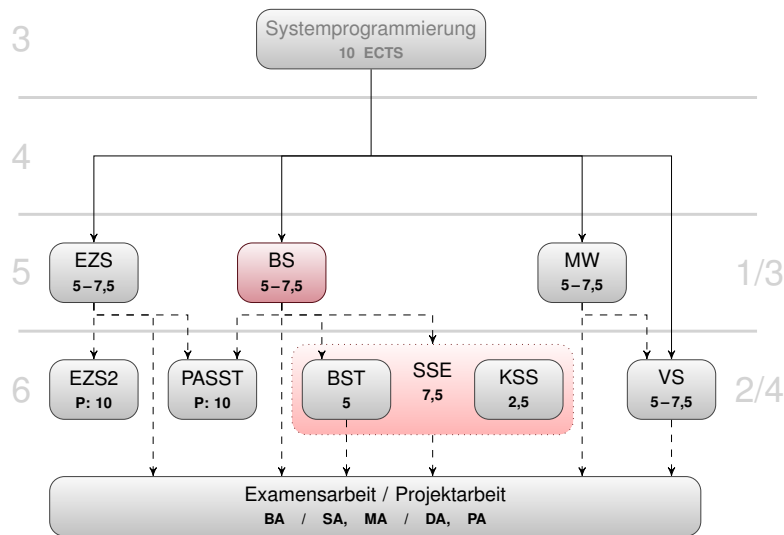 3
Systemprogrammierung
10 ECTS
4
5
EZS
5–7,5
BS
5–7,5
MW
5–7,5
1/3
6
EZS2
P: 10
PASST
P: 10
BST
5
SSE
7,5
KSS
2,5
VS
5–7,5
2/4
Examensarbeit / Projektarbeit
BA / SA, MA / DA, PA